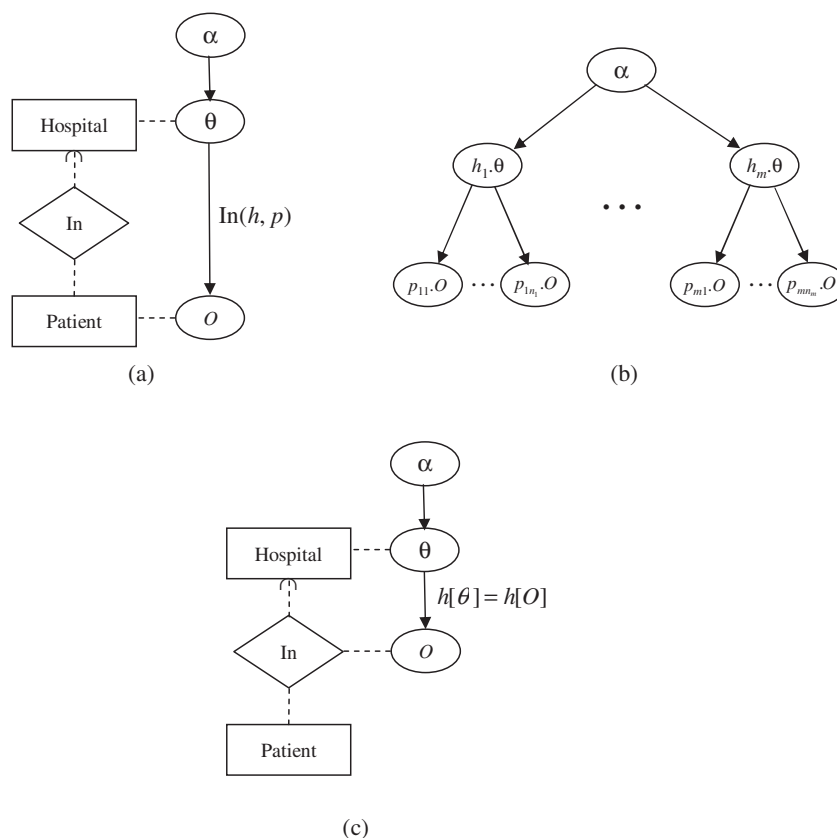 α
Hospital
θ
In
In(h, p)
Patient
O
(a)
α
h₁.θ
hₘ.θ
...
p₁₁.O
...
p₁ₙ₁.O
pₘ₁.O
...
pₘₙₘ.O
(b)
α
Hospital
θ
h[θ] = h[O]
In
O
Patient
(c)